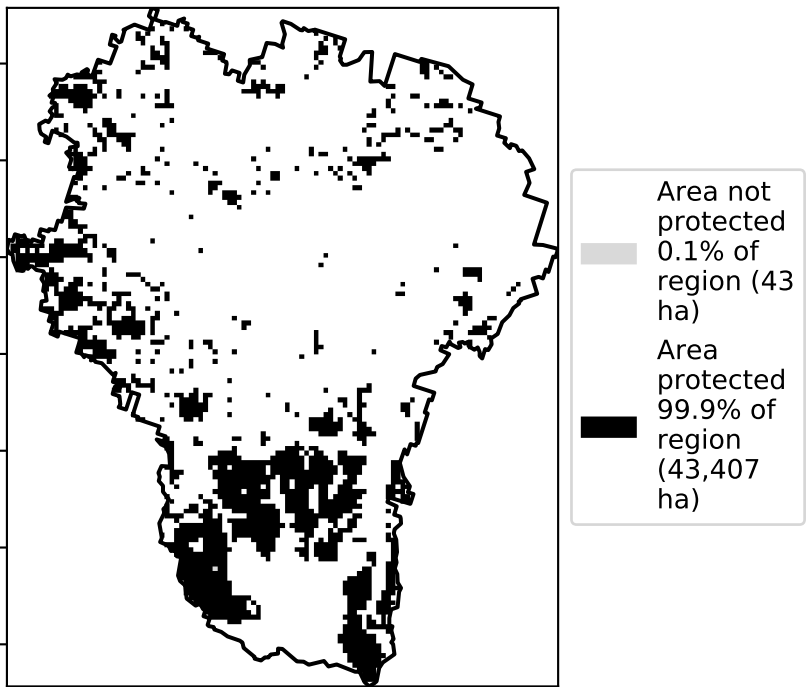 Area not
protected
0.1% of
region (43
ha)
Area
protected
99.9% of
region
(43,407
ha)